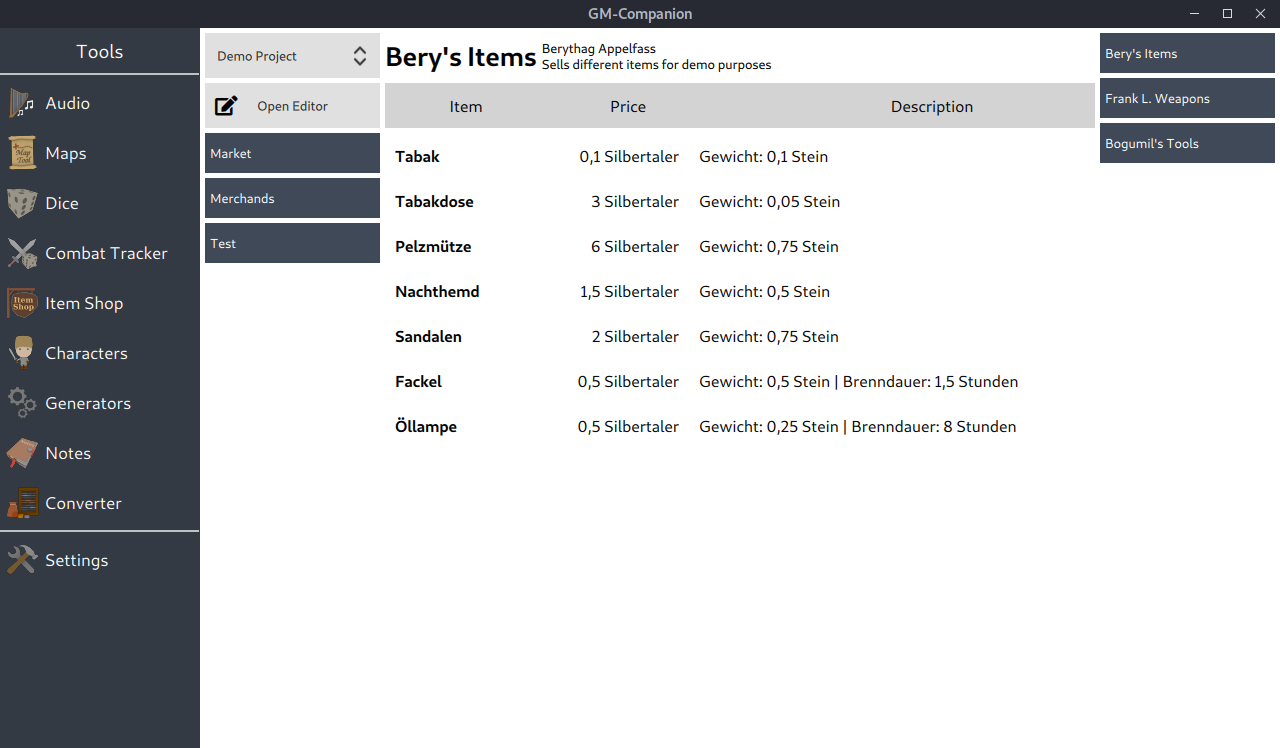 GM-Companion
Tools
Audio
Map Tool
Maps
Dice
Combat Tracker
Item Shop
Item Shop
Characters
Generators
Notes
Converter
Settings
Demo Project
Open Editor
Market
Merchands
Test
Bery's Items
Berythag Appelfass
Sells different items for demo purposes
Item Price Description
Tabak 0,1 Silbertaler Gewicht: 0,1 Stein
Tabakdose 3 Silbertaler Gewicht: 0,05 Stein
Pelzmütze 6 Silbertaler Gewicht: 0,75 Stein
Nachthemd 1,5 Silbertaler Gewicht: 0,5 Stein
Sandalen 2 Silbertaler Gewicht: 0,75 Stein
Fackel 0,5 Silbertaler Gewicht: 0,5 Stein | Brenndauer: 1,5 Stunden
Öllampe 0,5 Silbertaler Gewicht: 0,25 Stein | Brenndauer: 8 Stunden
Bery's Items
Frank L. Weapons
Bogumil's Tools